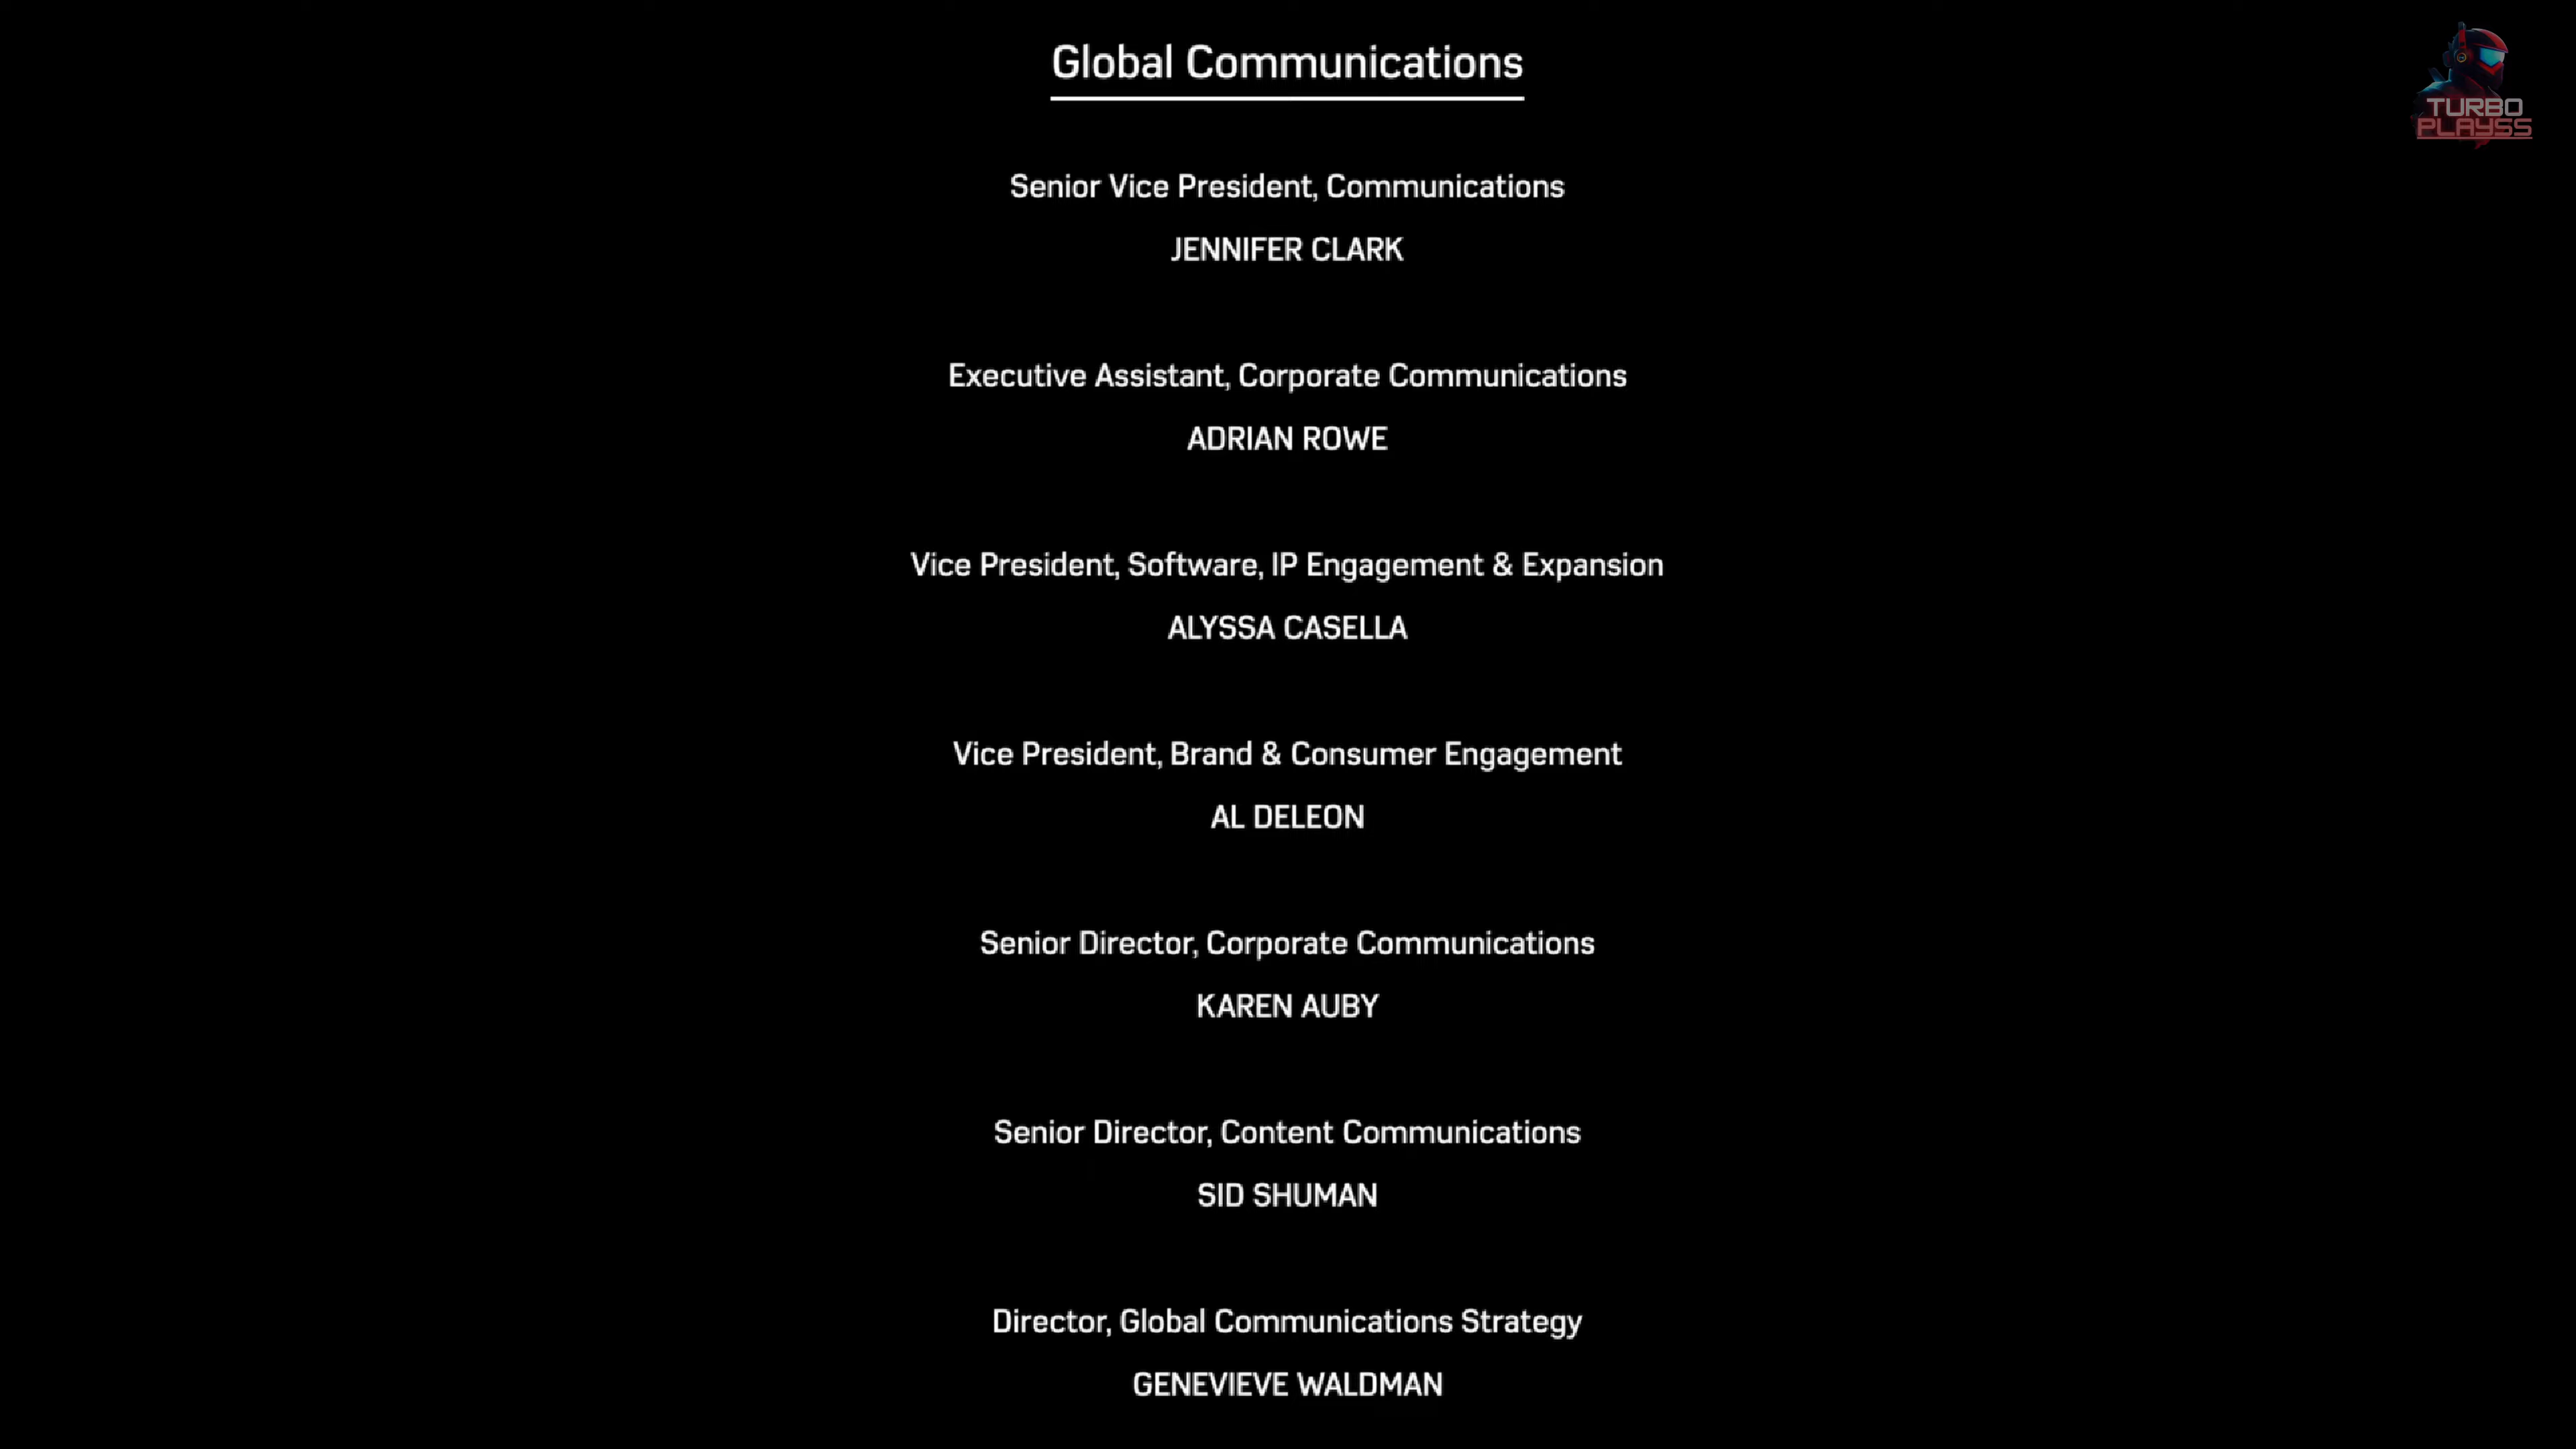 Global Communications
TURBO
PLAYSS
Senior Vice President, Communications
JENNIFER CLARK
Executive Assistant, Corporate Communications
ADRIAN ROWE
Vice President, Software, IP Engagement & Expansion
ALYSSA CASELLA
Vice President, Brand & Consumer Engagement
AL DELEON
Senior Director, Corporate Communications
KAREN AUBY
Senior Director, Content Communications
SID SHUMAN
Director, Global Communications Strategy
GENEVIEVE WALDMAN